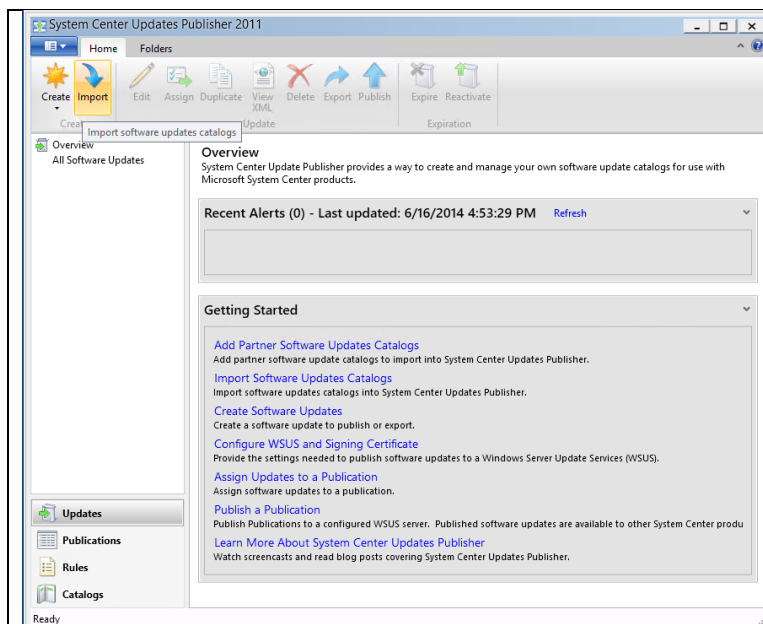 System Center Updates Publisher 2011
Home Folders
Create Import Edit Assign Duplicate View XML Delete Export Publish Expire Reactivate
Crea Update Expiration
Import software updates catalogs
Overview
All Software Updates
Overview
System Center Update Publisher provides a way to create and manage your own software update catalogs for use with
Microsoft System Center products.
Recent Alerts (0) - Last updated: 6/16/2014 4:53:29 PM Refresh
Getting Started
Add Partner Software Updates Catalogs
Add partner software update catalogs to import into System Center Updates Publisher.
Import Software Updates Catalogs
Import software updates catalogs into System Center Updates Publisher.
Create Software Updates
Create a software update to publish or export.
Configure WSUS and Signing Certificate
Provide the settings needed to publish software updates to a Windows Server Update Services (WSUS).
Assign Updates to a Publication
Assign software updates to a publication.
Publish a Publication
Publish Publications to a configured WSUS server. Published software updates are available to other System Center produ
Learn More About System Center Updates Publisher
Watch screencasts and read blog posts covering System Center Updates Publisher.
Updates
Publications
Rules
Catalogs
Ready